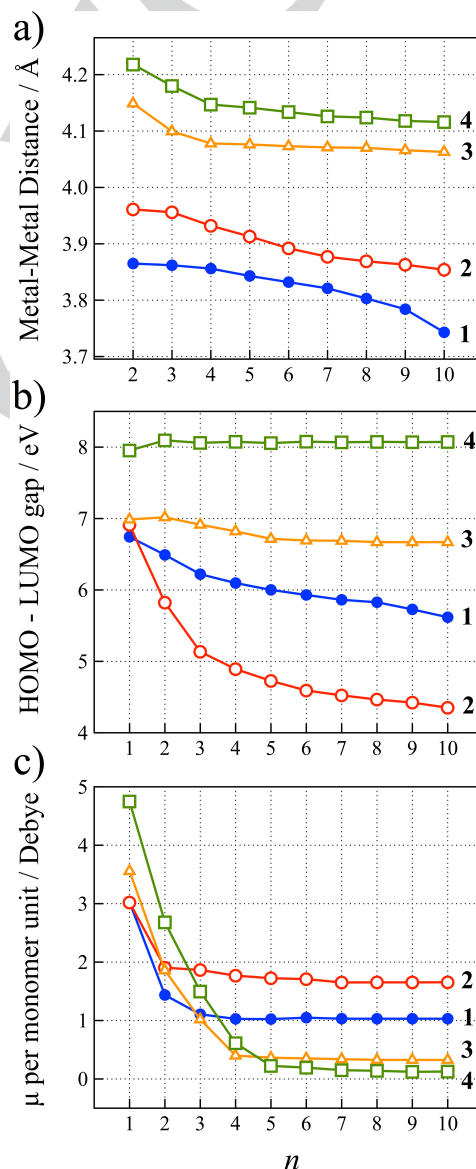 a)
Metal-Metal Distance / Å
4.2
4.1
4.0
3.9
3.8
3.7
4
3
2
1
2 3 4 5 6 7 8 9 10
b)
HOMO - LUMO gap / eV
8
7
6
5
4
4
3
1
2
1 2 3 4 5 6 7 8 9 10
c)
μ per monomer unit / Debye
5
4
3
2
1
0
2
1
3
4
1 2 3 4 5 6 7 8 9 10
n